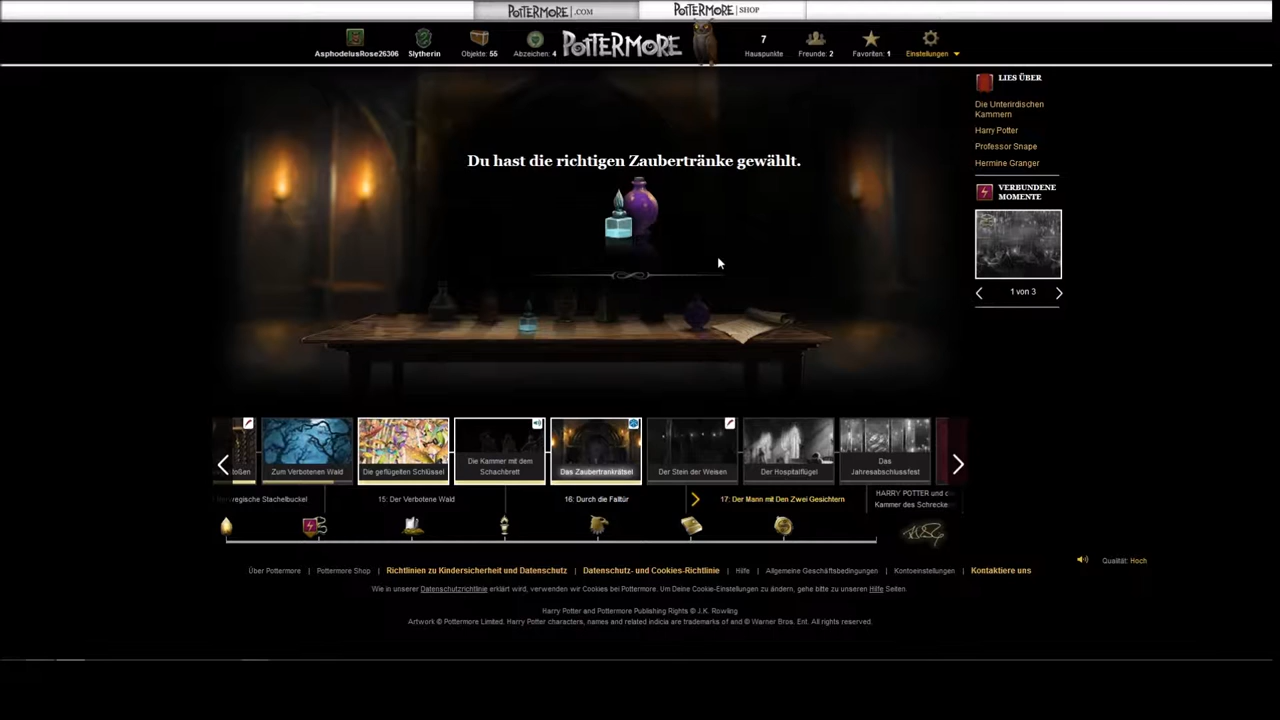 POTTERMORE .COM
POTTERMORE SHOP
AsphodelusRose26306
Slytherin
Objekte: 55
Abzeichen: 4
POTTERMORE
7
Hauspunkte
Freunde: 2
Favoriten: 1
Einstellungen
LIES ÜBER
Die Unterirdischen
Kammern
Harry Potter
Professor Snape
Hermine Granger
VERBUNDENE
MOMENTE
1 von 3
Du hast die richtigen Zaubertränke gewählt.
Zum Verbotenen Wald
Die geflügelten Schlüssel
Die Kammer mit dem
Schachbrett
Das Zaubertrankrätsel
Der Stein der Weisen
Der Hospitalflügel
Das
Jahresabschlussfest
Stachelbuckel
15: Der Verbotene Wald
16: Durch die Falltür
17: Der Mann mit Den Zwei Gesichtern
HARRY POTTER und
Kammer des
Qualität: Hoch
Über Pottermore | Pottermore Shop | Richtlinien zu Kindersicherheit und Datenschutz | Datenschutz- und Cookies-Richtlinie | Hilfe | Allgemeine Geschäftsbedingungen | Kontoeinstellungen | Kontaktiere uns
Wie in unserer Datenschutzrichtlinie erklärt wird, verwenden wir Cookies bei Pottermore. Um Deine Cookie-Einstellungen zu ändern, gehe bitte zu unseren Hilfe Seiten.
Harry Potter and Pottermore Publishing Rights © J.K. Rowling
Artwork © Pottermore Limited. Harry Potter characters, names and related indicia are trademarks of and © Warner Bros. Ent. All rights reserved.